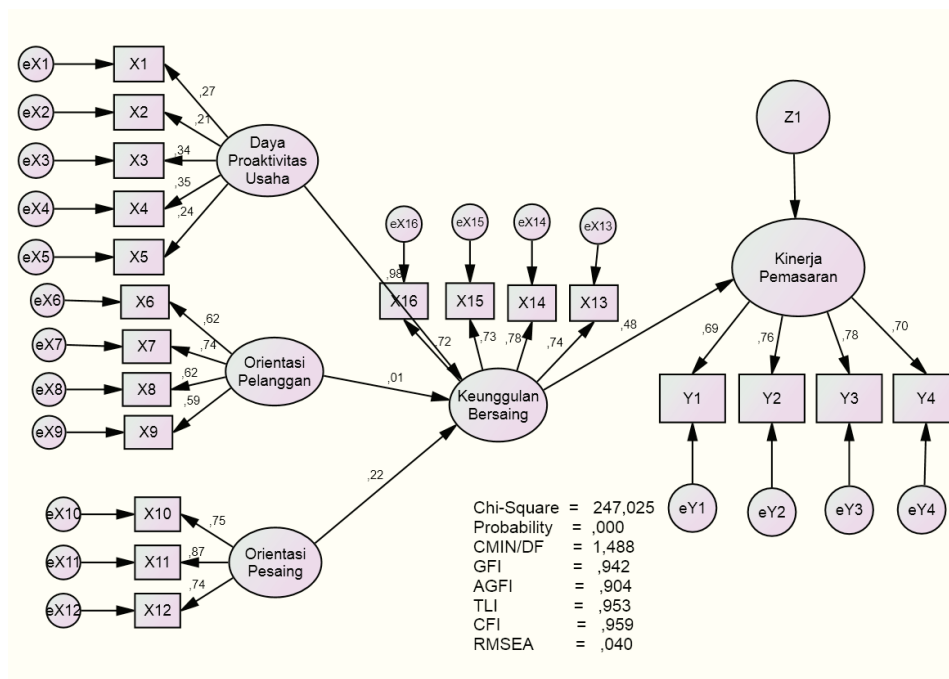 eX1
X1
eX2
X2
eX3
X3
eX4
X4
eX5
X5
,27
,21
,34
,35
,24
Daya
Proaktivitas
Usaha
eX6
X6
eX7
X7
eX8
X8
eX9
X9
,62
,74
,62
,59
Orientasi
Pelanggan
eX10
X10
eX11
X11
eX12
X12
,75
,87
,74
Orientasi
Pesaing
,98
,01
,22
eX16
eX15
eX14
eX13
X16
X15
X14
X13
,72
,73
,78
,74
Keunggulan
Bersaing
,48
Z1
Kinerja
Pemasaran
,69
,76
,78
,70
Y1
Y2
Y3
Y4
eY1
eY2
eY3
eY4
Chi-Square = 247,025
Probability = ,000
CMIN/DF = 1,488
GFI = ,942
AGFI = ,904
TLI = ,953
CFI = ,959
RMSEA = ,040